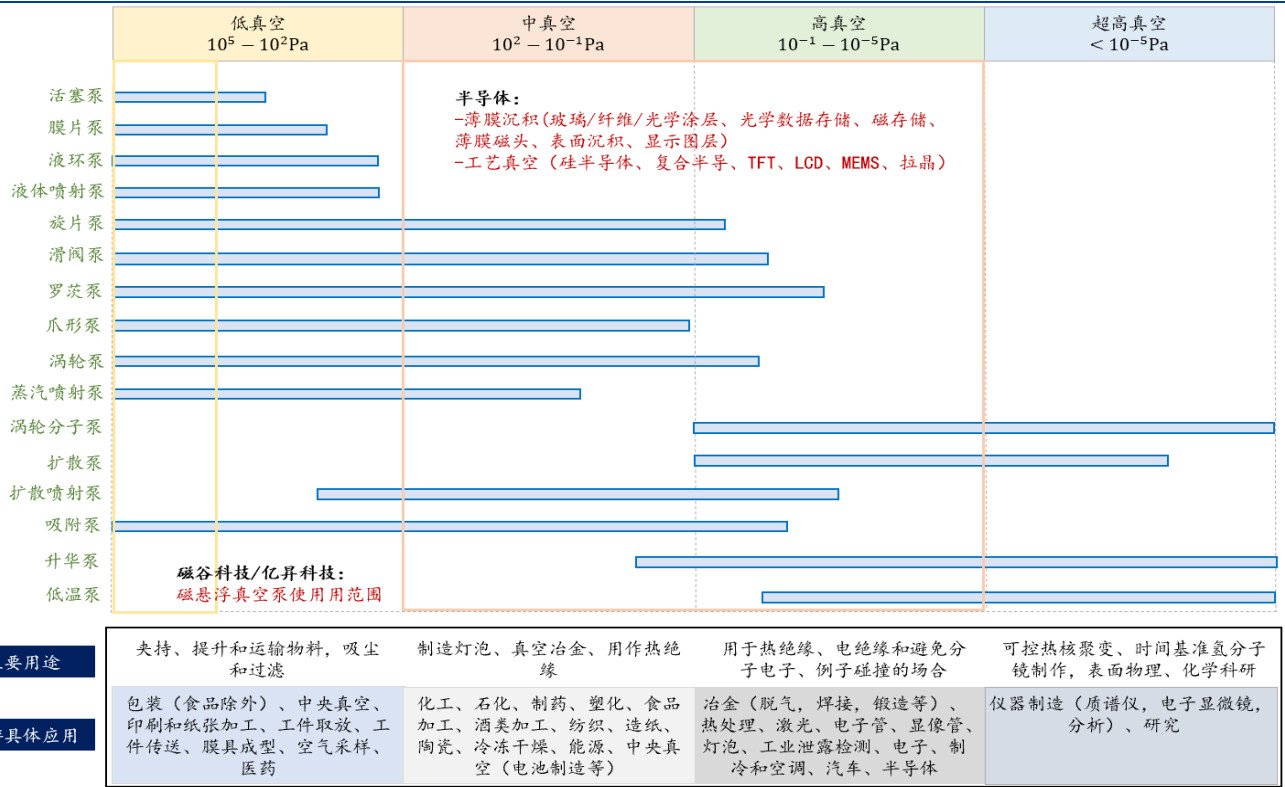 低真空
10⁵ − 10²Pa
中真空
10² − 10⁻¹Pa
高真空
10⁻¹ − 10⁻⁵Pa
超高真空
< 10⁻⁵Pa
活塞泵
膜片泵
液环泵
液体喷射泵
旋片泵
滑阀泵
罗茨泵
爪形泵
涡轮泵
蒸汽喷射泵
涡轮分子泵
扩散泵
扩散喷射泵
吸附泵
升华泵
低温泵
半导体：
-薄膜沉积(玻璃/纤维/光学涂层、光学数据存储、磁存储、
薄膜磁头、表面沉积、显示图层）
-工艺真空（硅半导体、复合半导、TFT、LCD、MEMS、拉晶）
磁谷科技/亿昇科技：
磁悬浮真空泵使用用范围
要用途
夹持、提升和运输物料，吸尘
和过滤
制造灯泡、真空冶金、用作热绝
缘
用于热绝缘、电绝缘和避免分
子电子、例子碰撞的场合
可控热核聚变、时间基准氢分子
镜制作，表面物理、化学科研
具体应用
包装（食品除外）、中央真空、
印刷和纸张加工、工件取放、工
件传送、膜具成型、空气采样、
医药
化工、石化、制药、塑化、食品
加工、酒类加工、纺织、造纸、
陶瓷、冷冻干燥、能源、中央真
空（电池制造等）
冶金（脱气，焊接，锻造等）、
热处理、激光、电子管、显像管、
灯泡、工业泄露检测、电子、制
冷和空调、汽车、半导体
仪器制造（质谱仪，电子显微镜，
分析）、研究